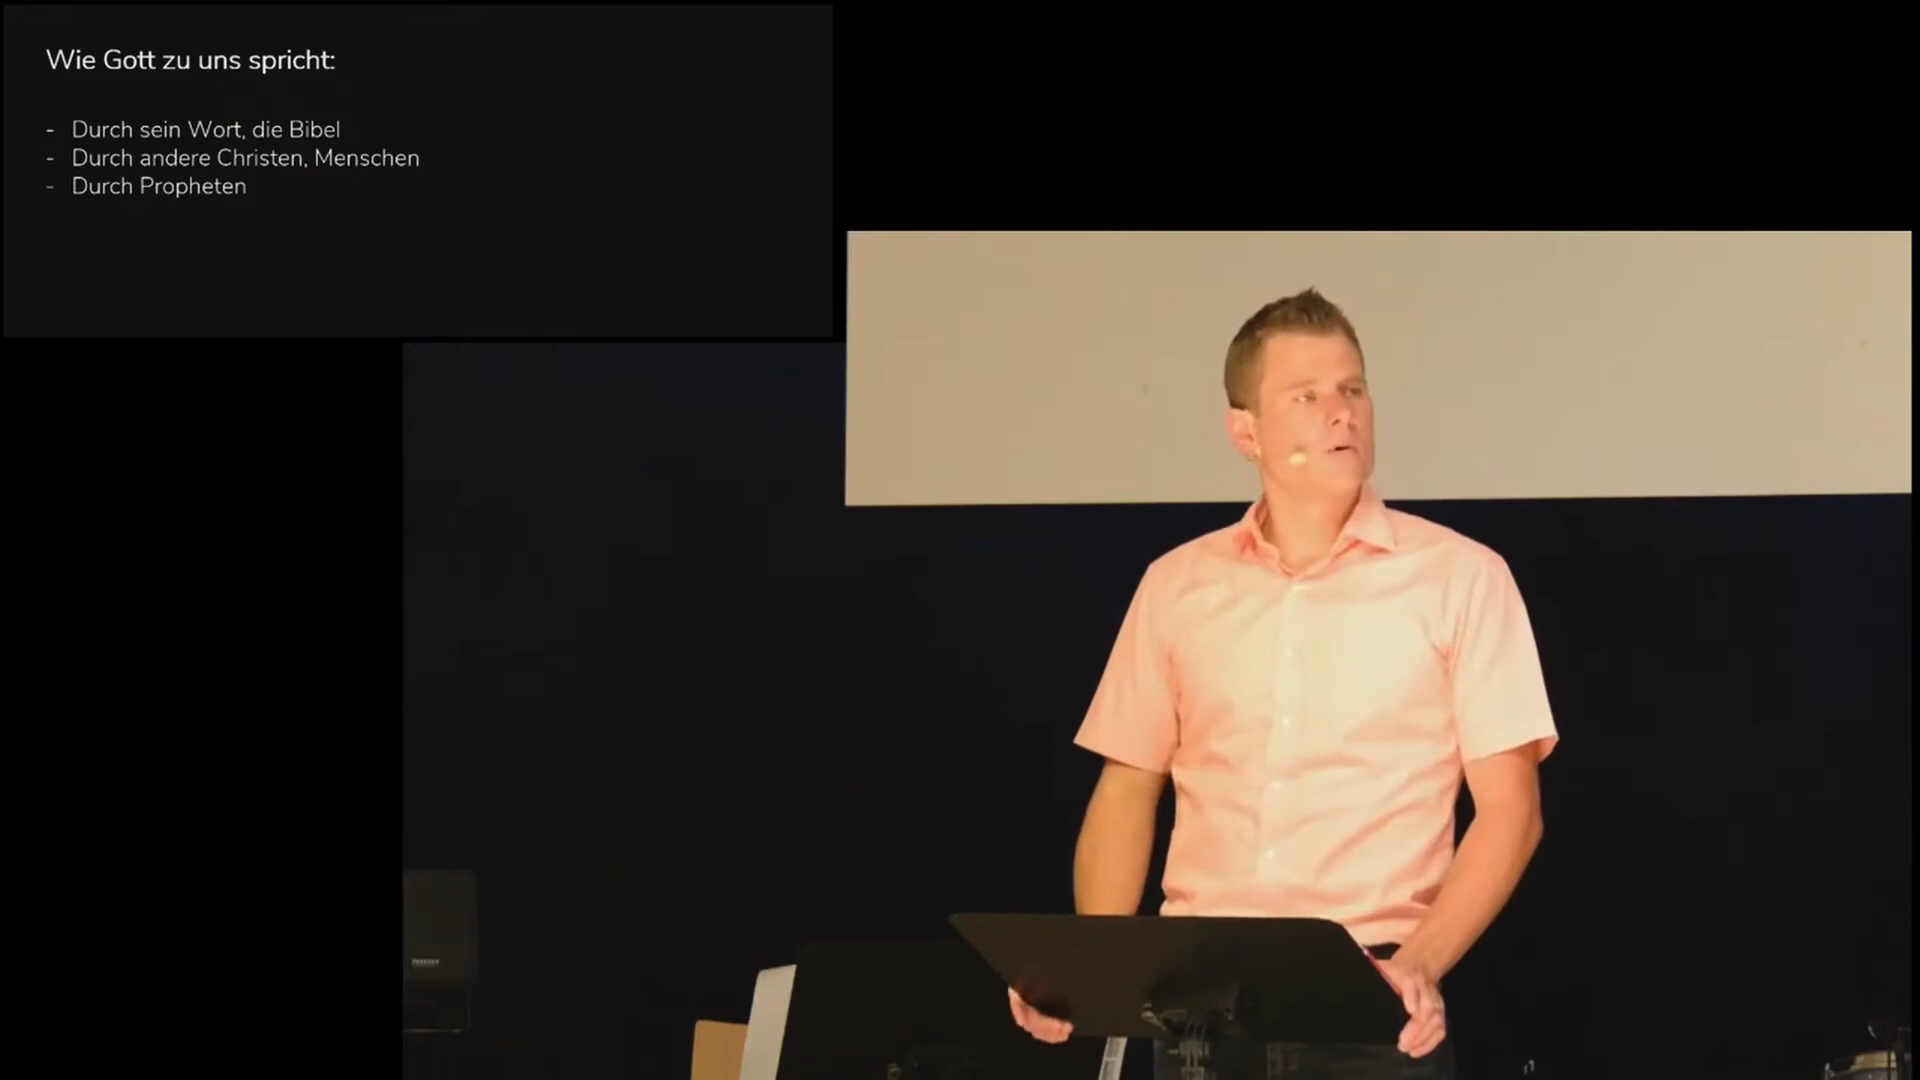 Wie Gott zu uns spricht:
- Durch sein Wort, die Bibel
- Durch andere Christen, Menschen
- Durch Propheten